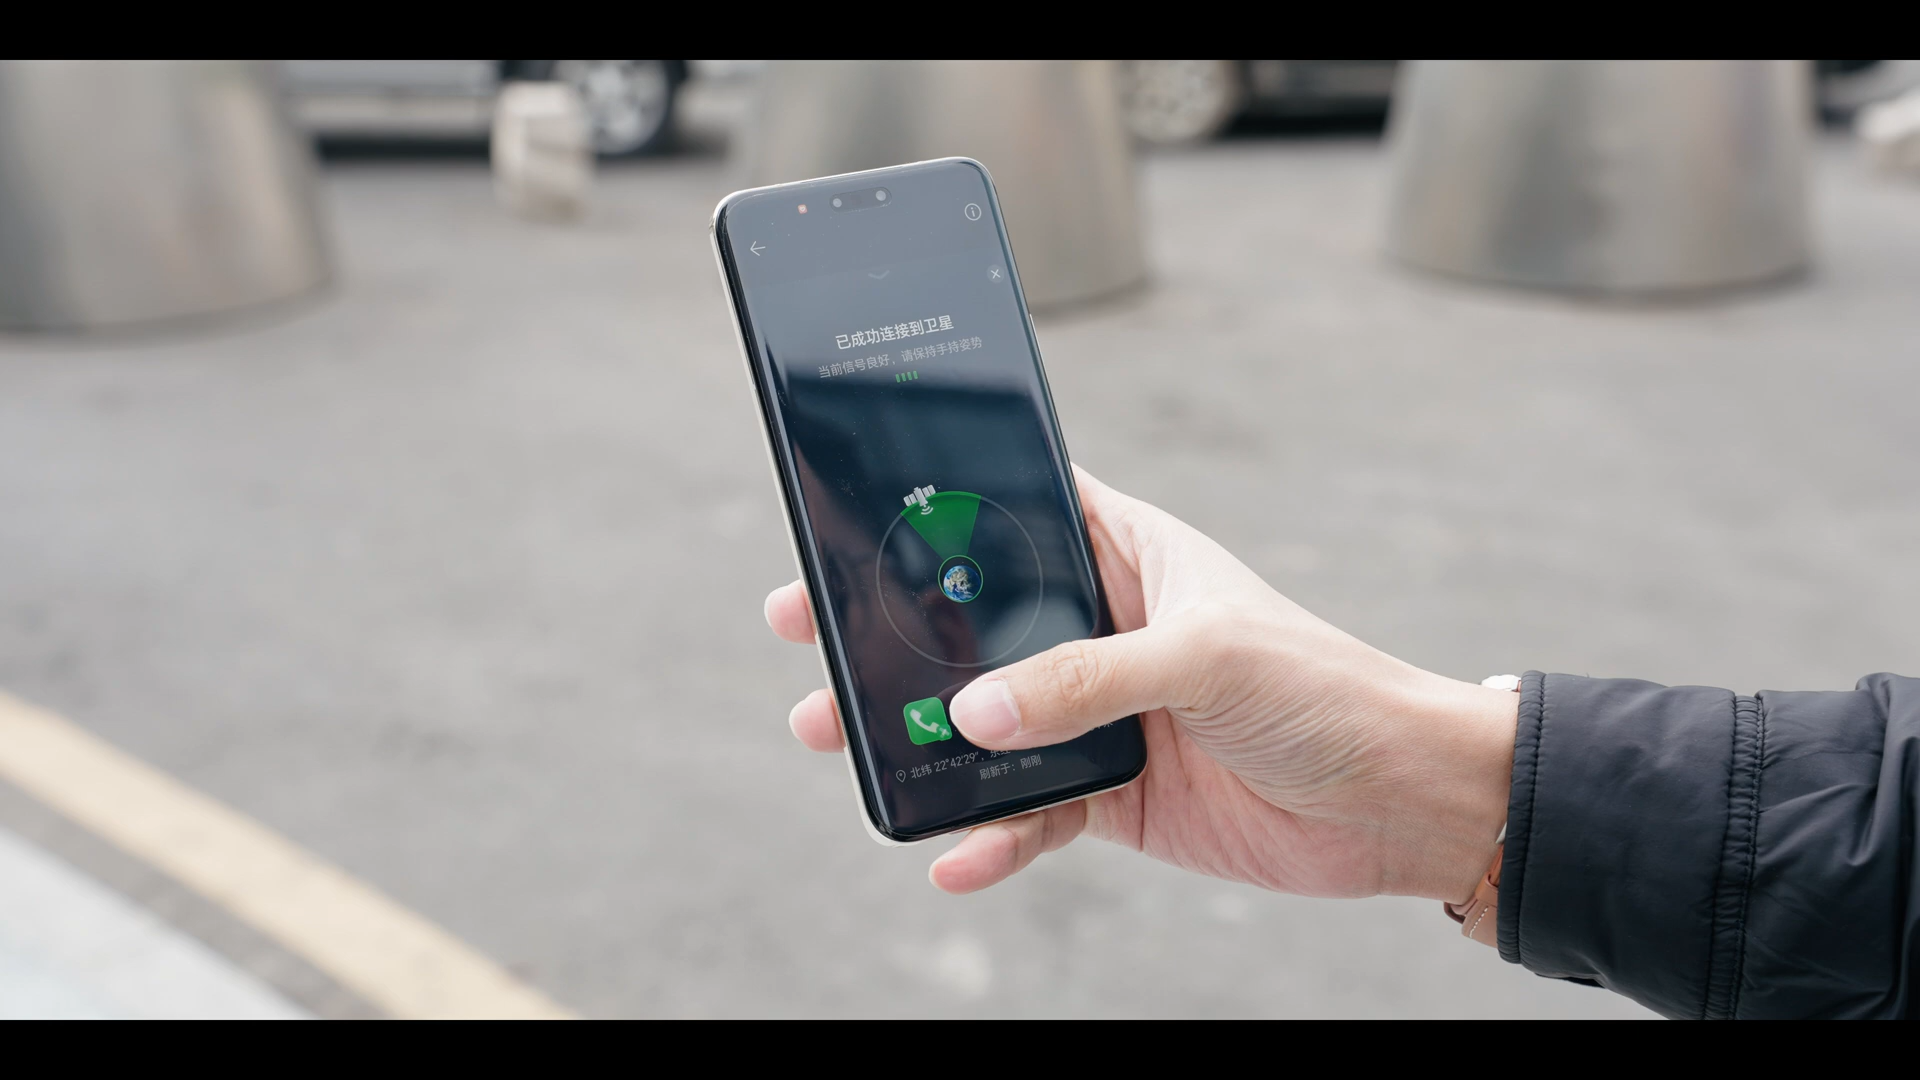 已成功连接到卫星
当前信号良好，请保持手持姿势
北纬 22°42'29"，东
刷新于：刚刚